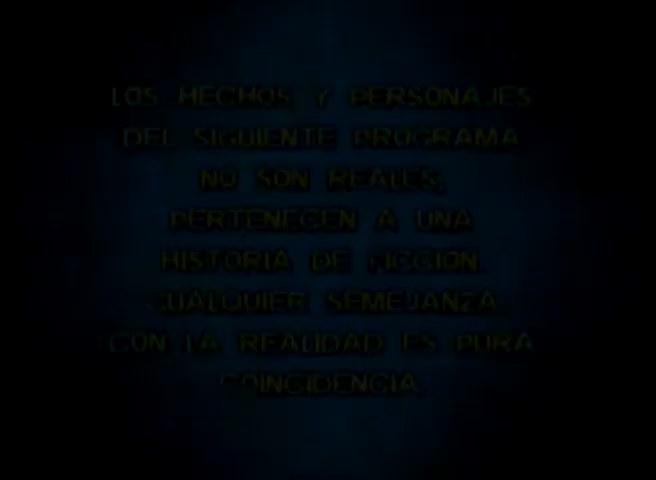 LOS HECHOS Y PERSONAJES
DEL SIGUIENTE PROGRAMA
NO SON REALES,
PERTENECEN A UNA
HISTORIA DE FICCION.
CUALQUIER SEMEJANZA
CON LA REALIDAD ES PURA
COINCIDENCIA.